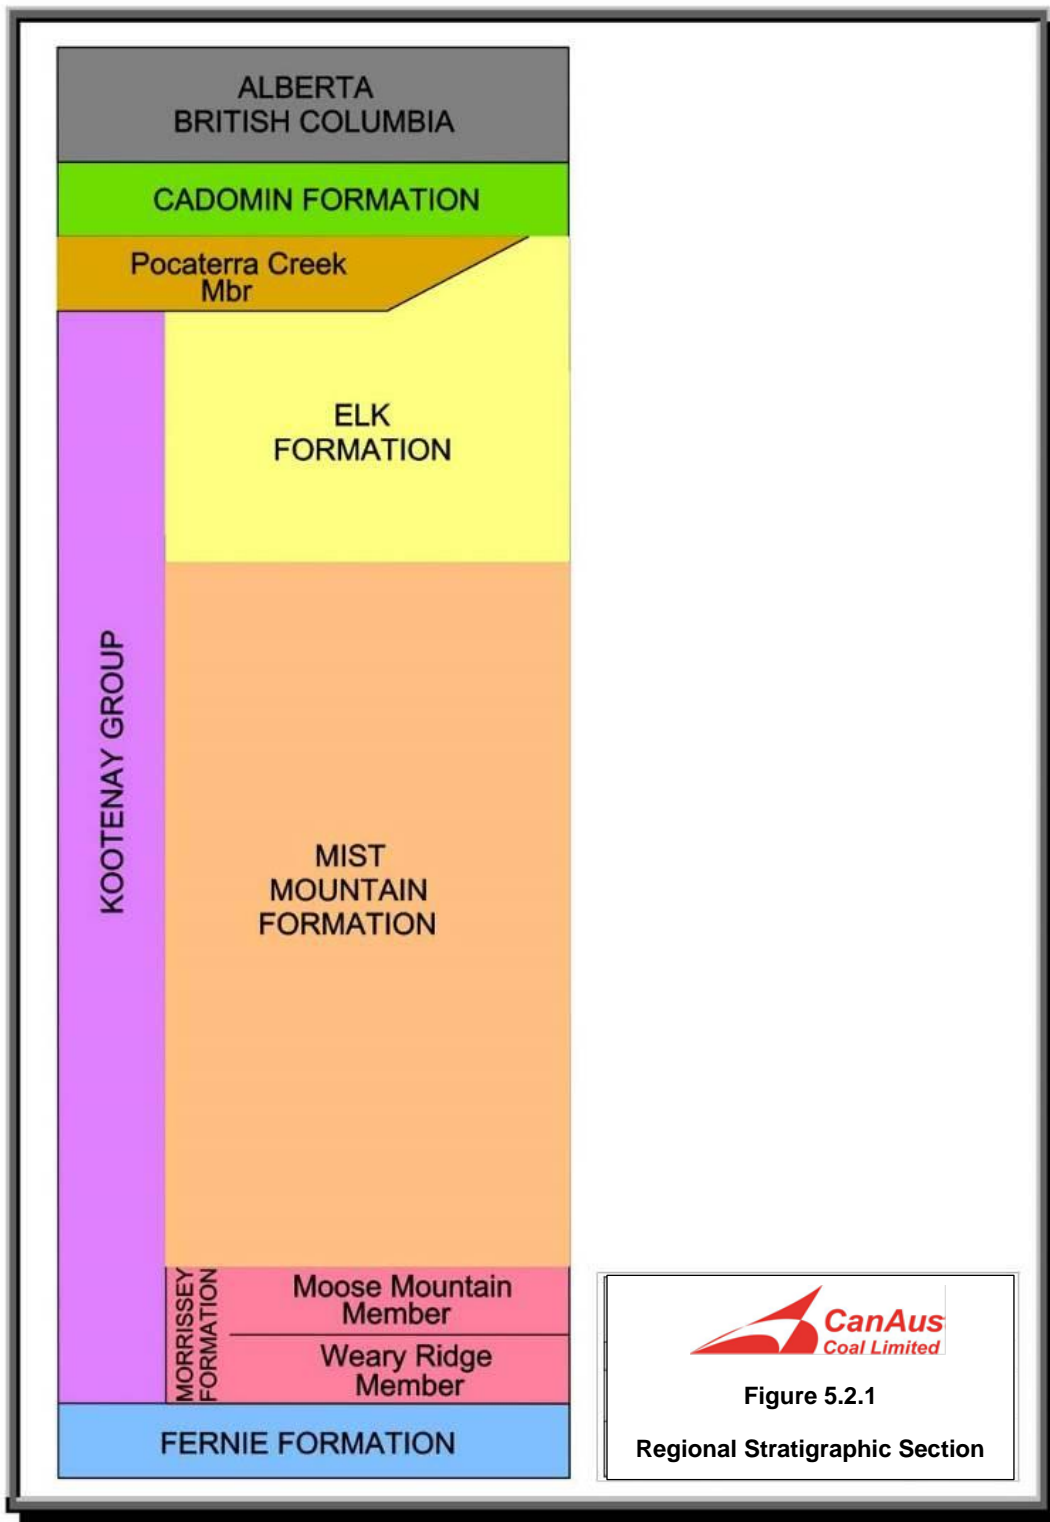 ALBERTA
BRITISH COLUMBIA
CADOMIN FORMATION
Pocaterra Creek
Mbr
ELK
FORMATION
KOOTENAY GROUP
MIST
MOUNTAIN
FORMATION
MORRISSEY
FORMATION
Moose Mountain
Member
Weary Ridge
Member
FERNIE FORMATION
CanAus
Coal Limited
Figure 5.2.1
Regional Stratigraphic Section